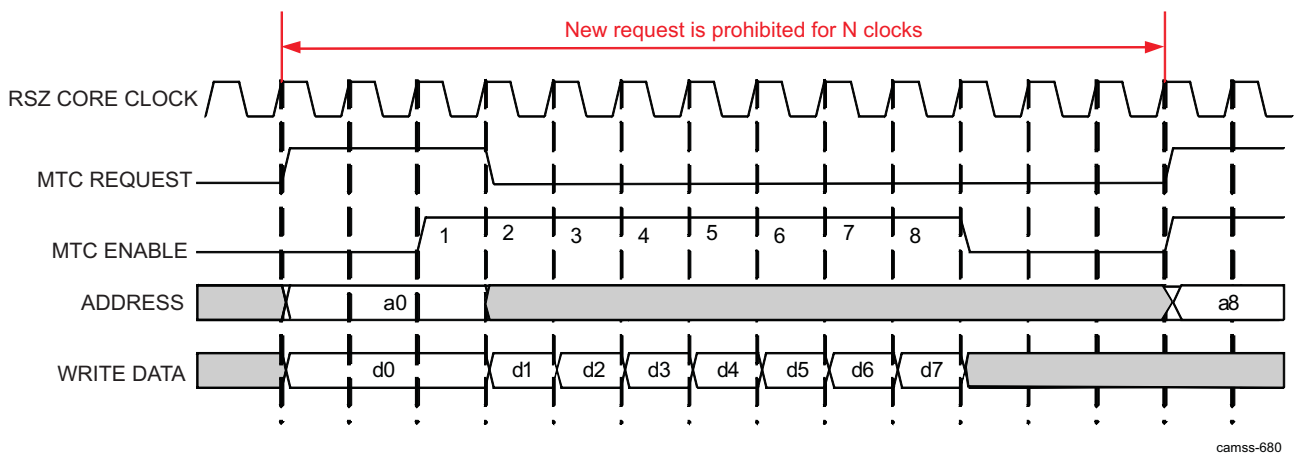 New request is prohibited for N clocks
RSZ CORE CLOCK
MTC REQUEST
MTC ENABLE 1 2 3 4 5 6 7 8
ADDRESS a0 a8
WRITE DATA d0 d1 d2 d3 d4 d5 d6 d7
camss-680